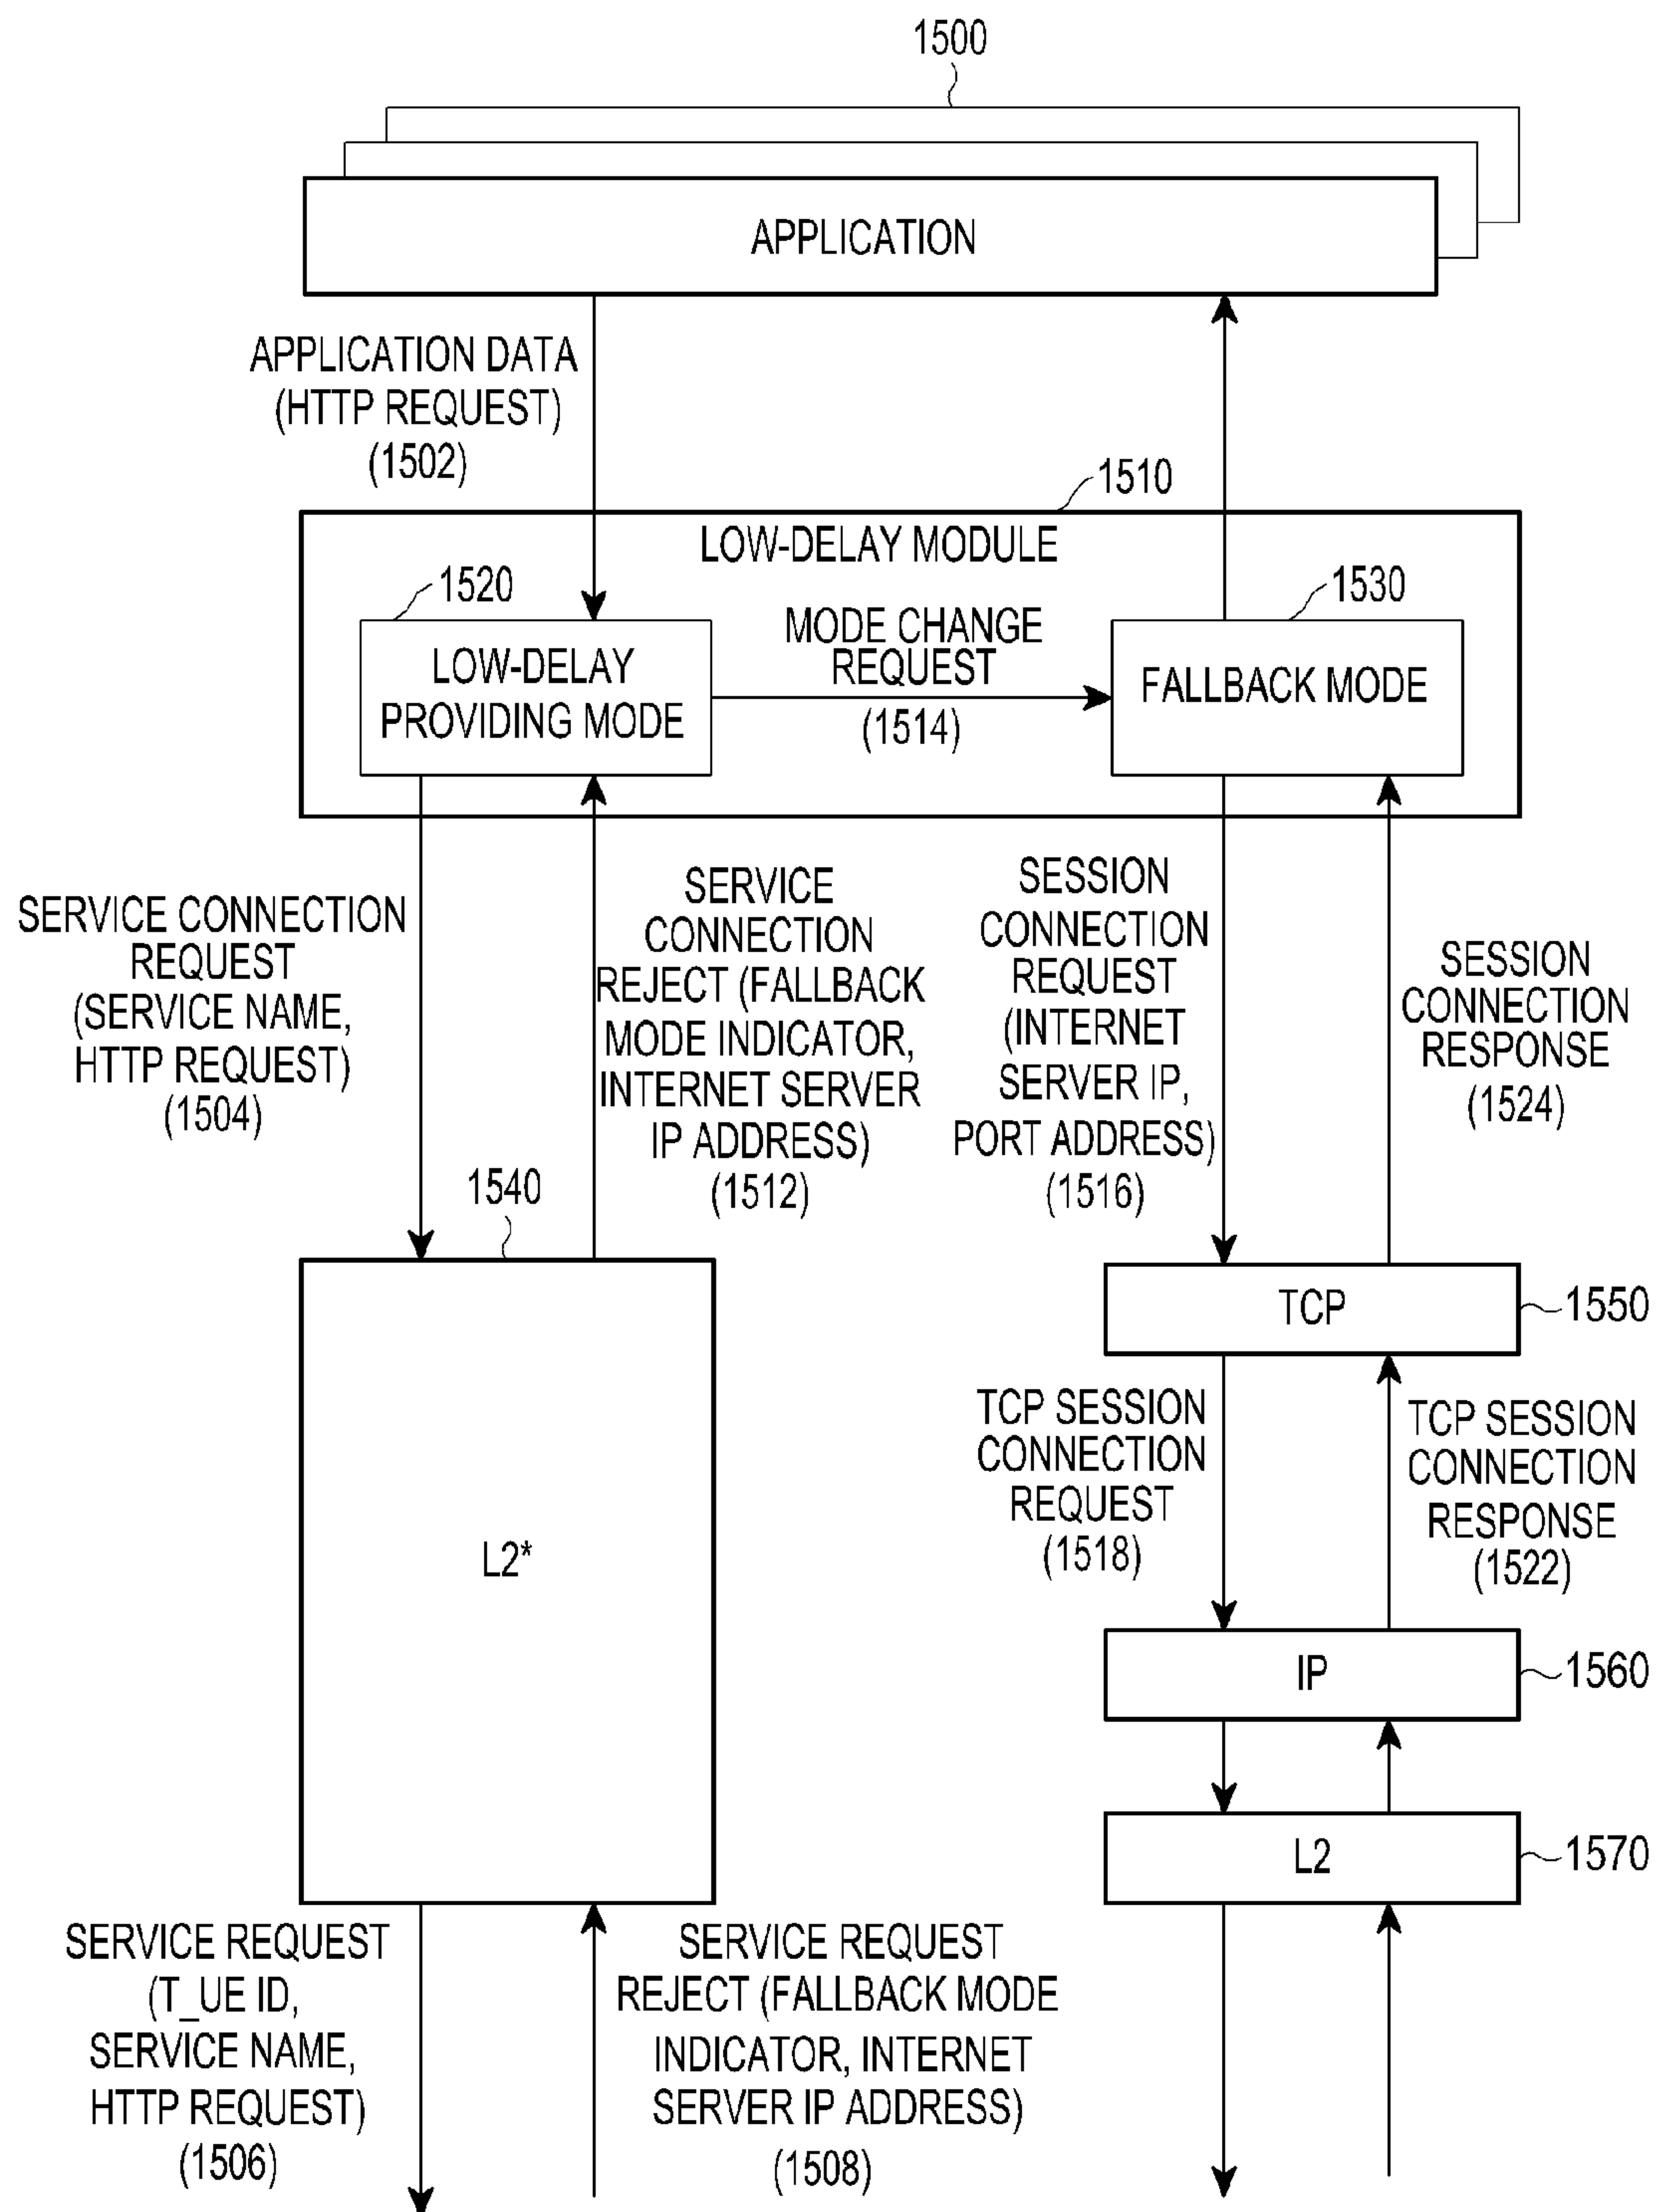 1500
APPLICATION
APPLICATION DATA
(HTTP REQUEST)
(1502)
1510
LOW-DELAY MODULE
1520
LOW-DELAY
PROVIDING MODE
MODE CHANGE
REQUEST
(1514)
1530
FALLBACK MODE
SERVICE CONNECTION
REQUEST
(SERVICE NAME,
HTTP REQUEST)
(1504)
SERVICE
CONNECTION
REJECT (FALLBACK
MODE INDICATOR,
INTERNET SERVER
IP ADDRESS)
(1512)
SESSION
CONNECTION
REQUEST
(INTERNET
SERVER IP,
PORT ADDRESS)
(1516)
SESSION
CONNECTION
RESPONSE
(1524)
1540
L2*
TCP
1550
TCP SESSION
CONNECTION
REQUEST
(1518)
TCP SESSION
CONNECTION
RESPONSE
(1522)
IP
1560
L2
1570
SERVICE REQUEST
(T_UE ID,
SERVICE NAME,
HTTP REQUEST)
(1506)
SERVICE REQUEST
REJECT (FALLBACK MODE
INDICATOR, INTERNET
SERVER IP ADDRESS)
(1508)